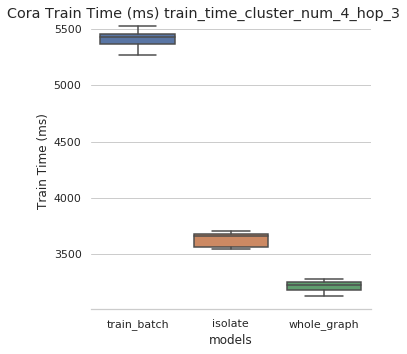 Cora Train Time (ms) train_time_cluster_num_4_hop_3
5500
5000
4500
4000
3500
Train Time (ms)
train_batch
isolate
whole_graph
models